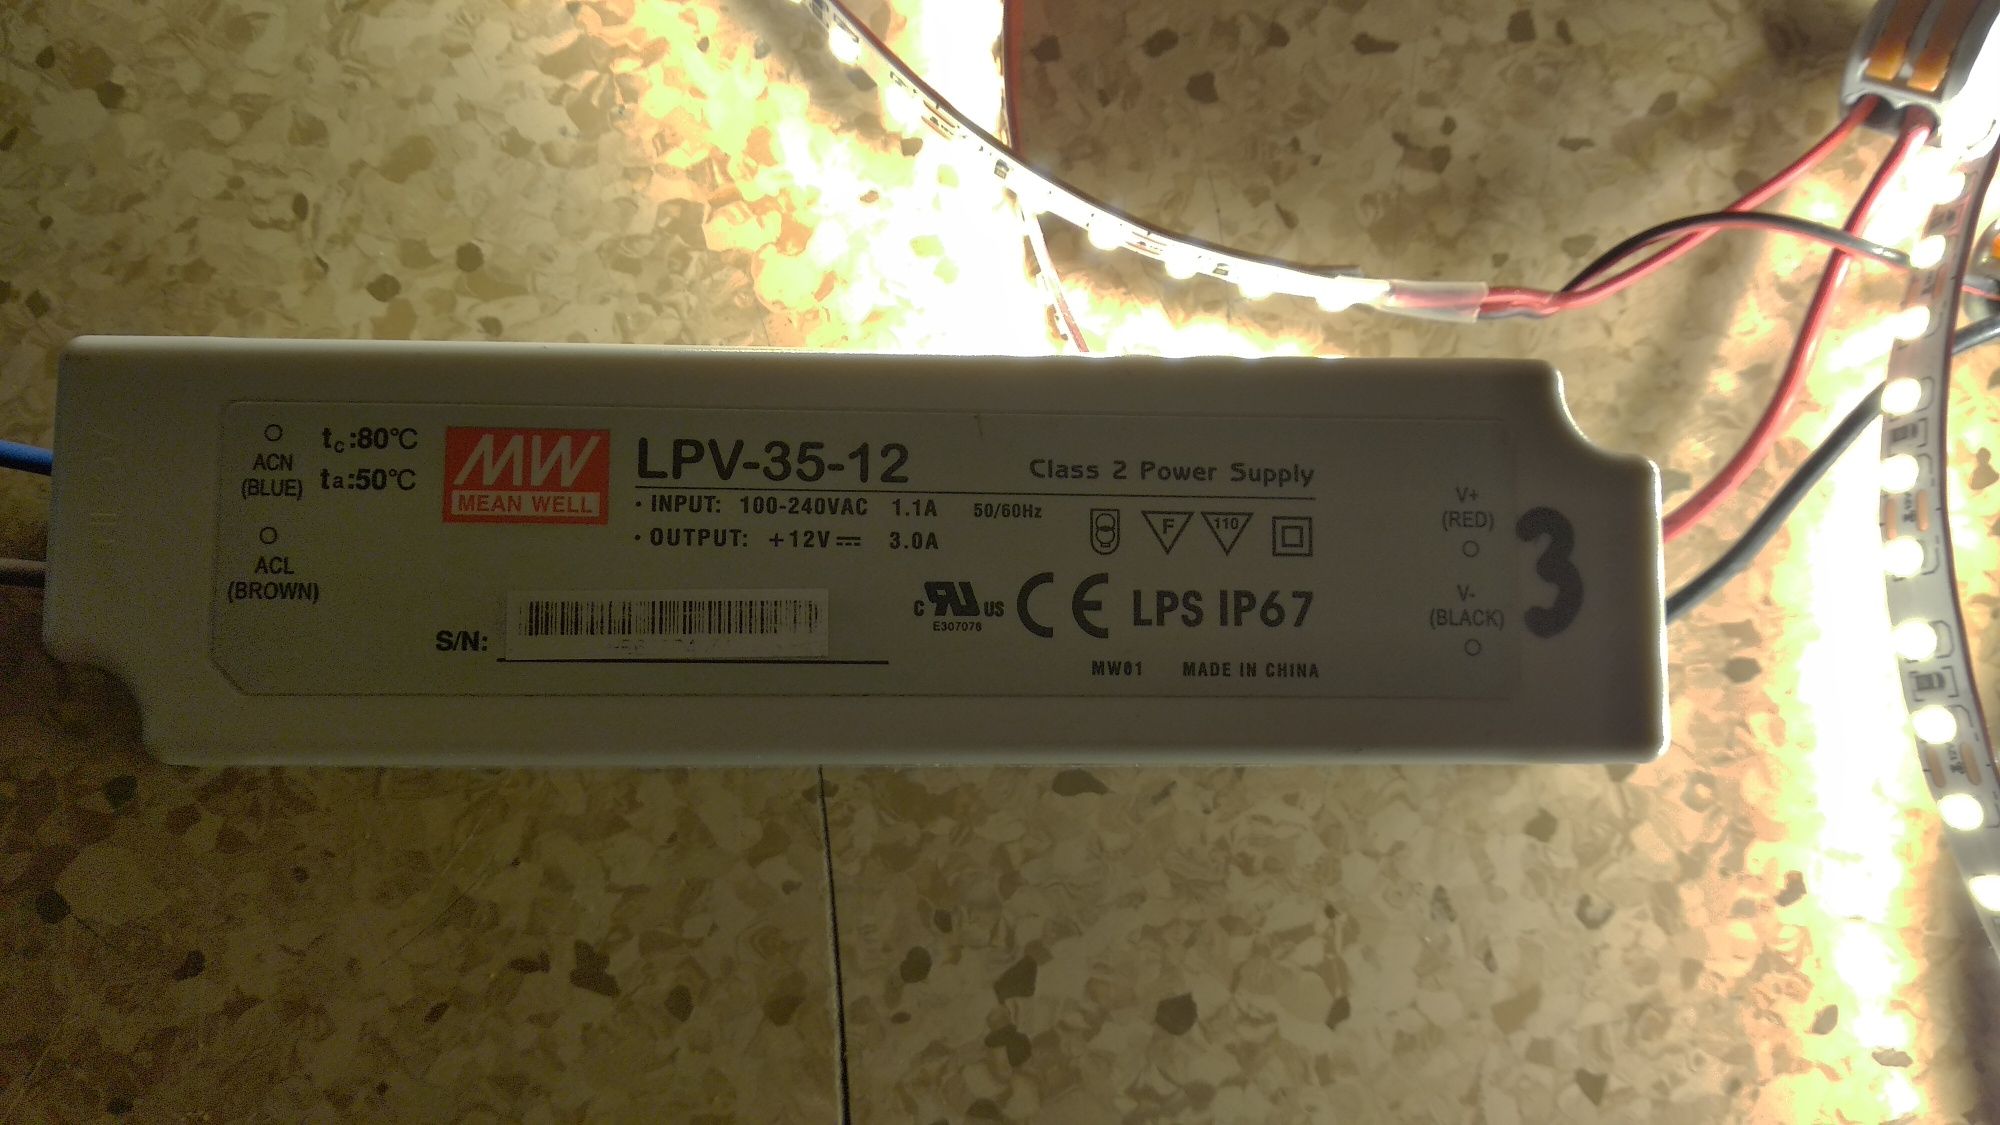 ACN
(BLUE)
tc:80℃
ta:50℃
ACL
(BROWN)
MW
MEAN WELL
LPV-35-12
Class 2 Power Supply
· INPUT: 100-240VAC 1.1A 50/60Hz
· OUTPUT: +12V⎓ 3.0A
F
110
S/N:
c RU US
E307076
CE LPS IP67
MW01 MADE IN CHINA
V+
(RED)
V-
(BLACK)
3